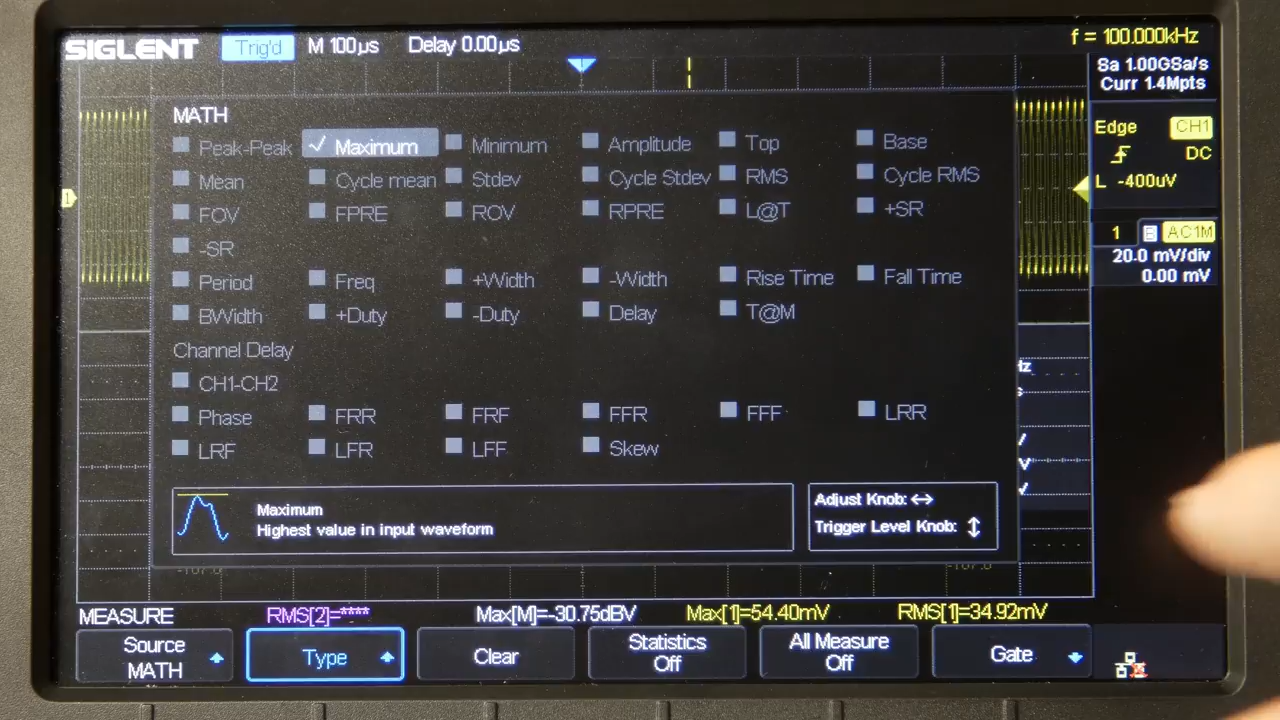 SIGLENT Trig'd M 100µs Delay 0.00µs f = 100.000kHz
Sa 1.00GSa/s
Curr 1.4Mpts
Edge CH1
DC
L -400uV
1 B AC1M
20.0 mV/div
0.00 mV
1
MATH
Peak-Peak Maximum Minimum Amplitude Top Base
Mean Cycle mean Stdev Cycle Stdev RMS Cycle RMS
FOV FPRE ROV RPRE L@T +SR
-SR
Period Freq +Width -Width Rise Time Fall Time
BWidth +Duty -Duty Delay T@M
Channel Delay
CH1-CH2
Phase FRR FRF FFR FFF LRR
LRF LFR LFF Skew
Maximum
Highest value in input waveform
Adjust Knob:
Trigger Level Knob:
MEASURE RMS[2]=**** Max[M]=-30.75dBV Max[1]=54.40mV RMS[1]=34.92mV
Source
MATH
Type
Clear
Statistics
Off
All Measure
Off
Gate